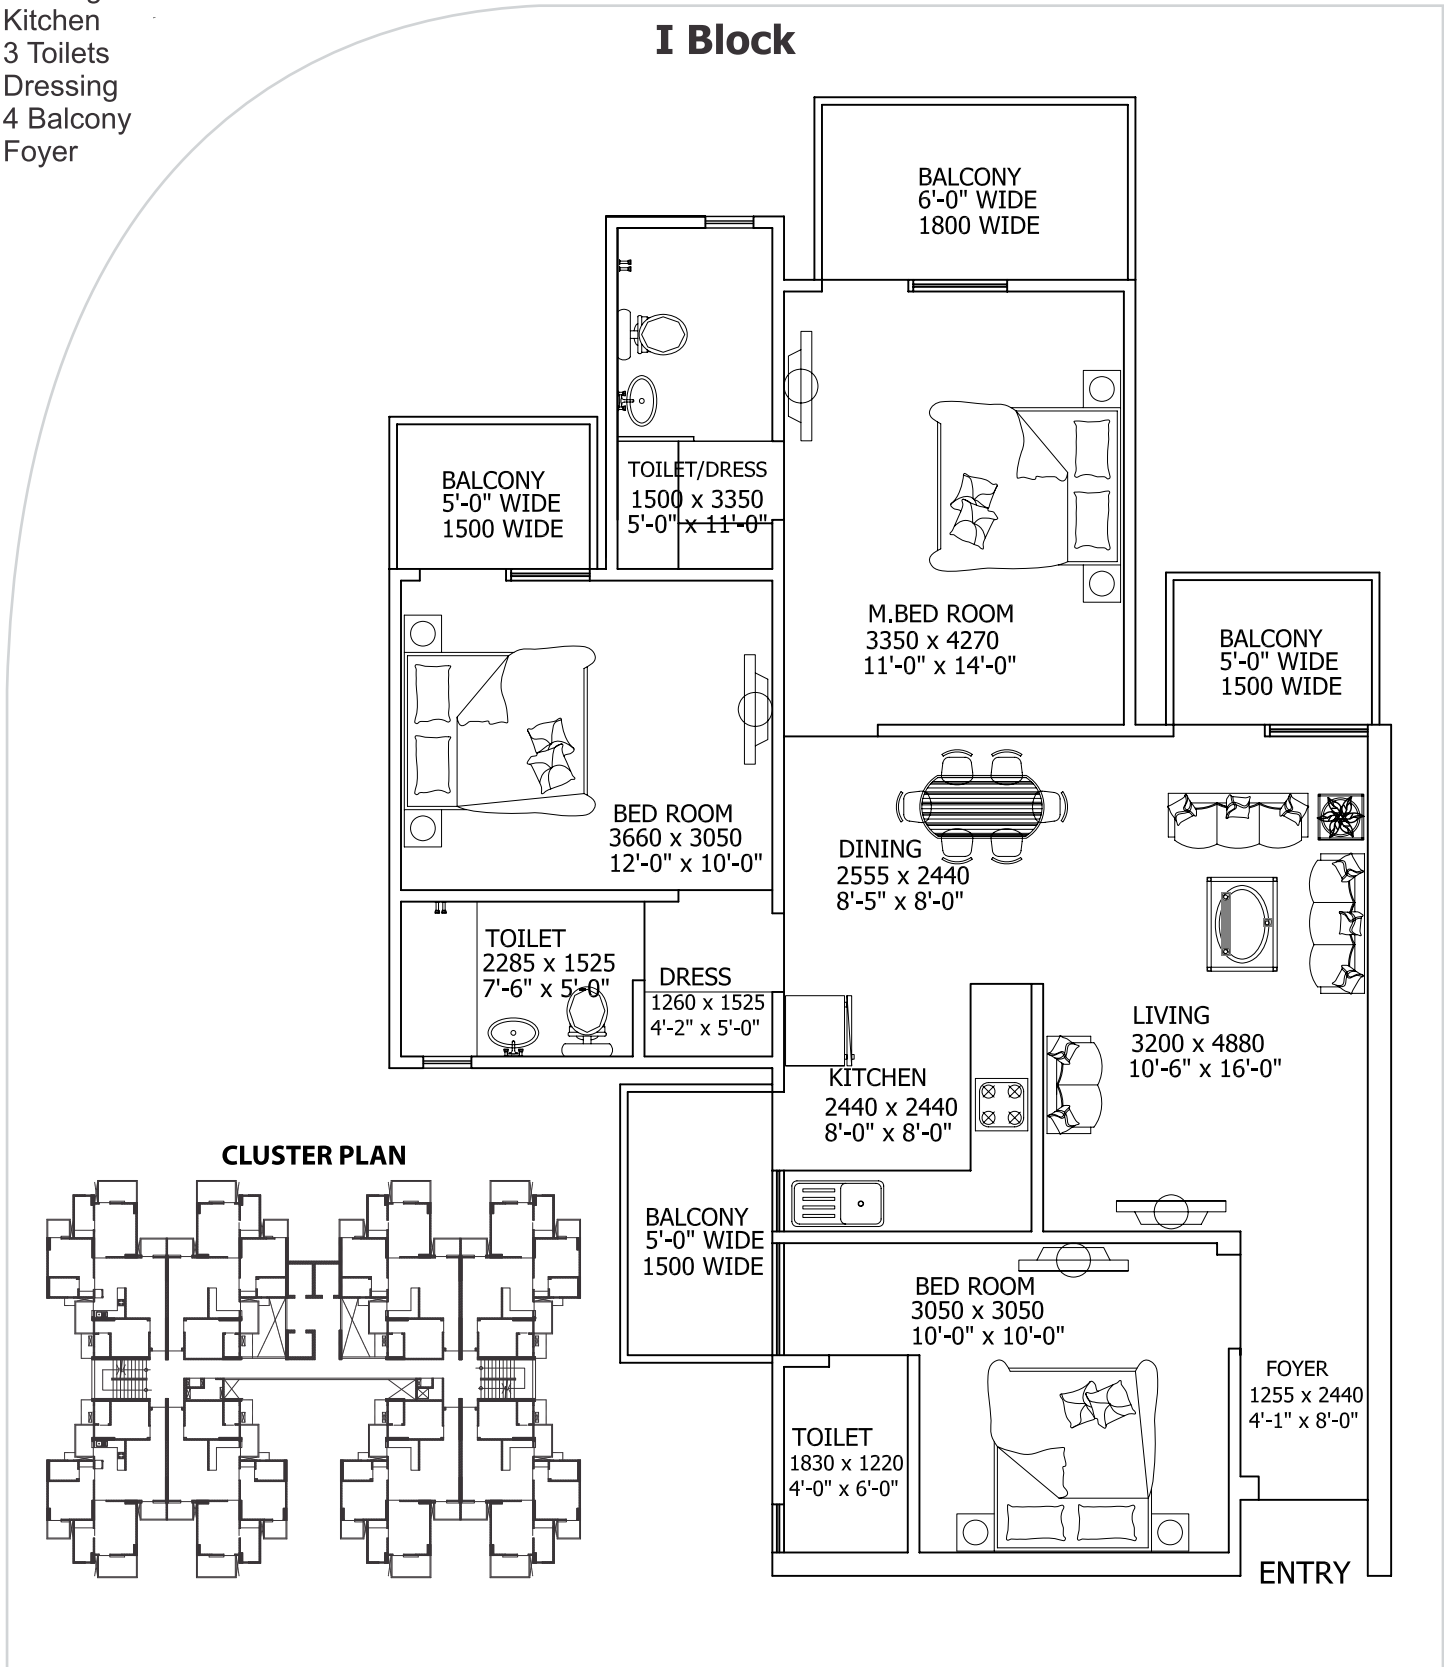 Kitchen
3 Toilets
Dressing
4 Balcony
Foyer
I Block
BALCONY
6'-0" WIDE
1800 WIDE
BALCONY
5'-0" WIDE
1500 WIDE
TOILET/DRESS
1500 x 3350
5'-0" x 11'-0"
M.BED ROOM
3350 x 4270
11'-0" x 14'-0"
BALCONY
5'-0" WIDE
1500 WIDE
BED ROOM
3660 x 3050
12'-0" x 10'-0"
DINING
2555 x 2440
8'-5" x 8'-0"
TOILET
2285 x 1525
7'-6" x 5'-0"
DRESS
1260 x 1525
4'-2" x 5'-0"
LIVING
3200 x 4880
10'-6" x 16'-0"
KITCHEN
2440 x 2440
8'-0" x 8'-0"
CLUSTER PLAN
BALCONY
5'-0" WIDE
1500 WIDE
BED ROOM
3050 x 3050
10'-0" x 10'-0"
FOYER
1255 x 2440
4'-1" x 8'-0"
TOILET
1830 x 1220
4'-0" x 6'-0"
ENTRY